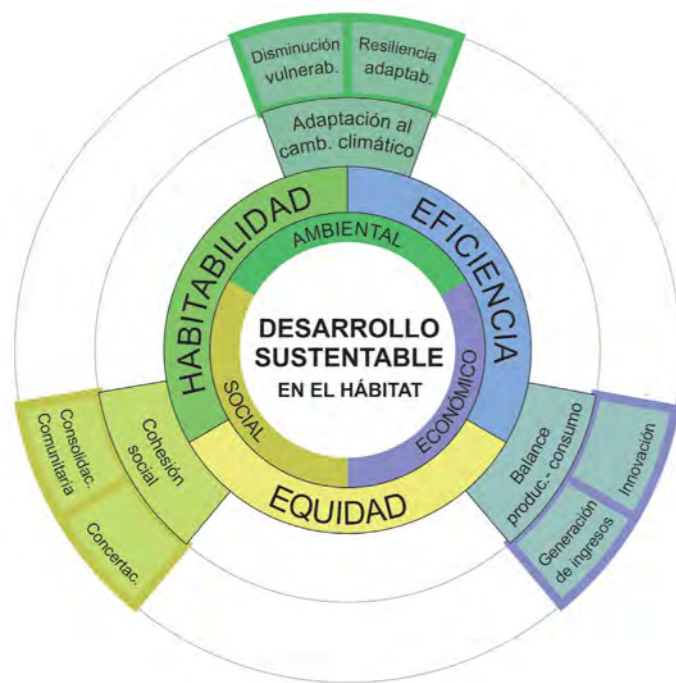 Disminución
vulnerab.
Resiliencia
adaptab.
Adaptación al
camb. climático
HABITABILIDAD
EFICIENCIA
AMBIENTAL
DESARROLLO
SUSTENTABLE
EN EL HÁBITAT
SOCIAL
ECONÓMICO
EQUIDAD
Consolidac.
Comunitaria
Cohesión
social
Concertac.
Balance
produc.- consumo
Innovación
Generación
de ingresos